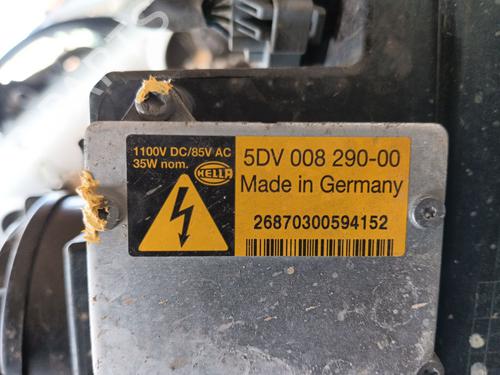 1100V DC/85V AC
35W nom.
HELLA
5DV 008 290-00
Made in Germany
26870300594152